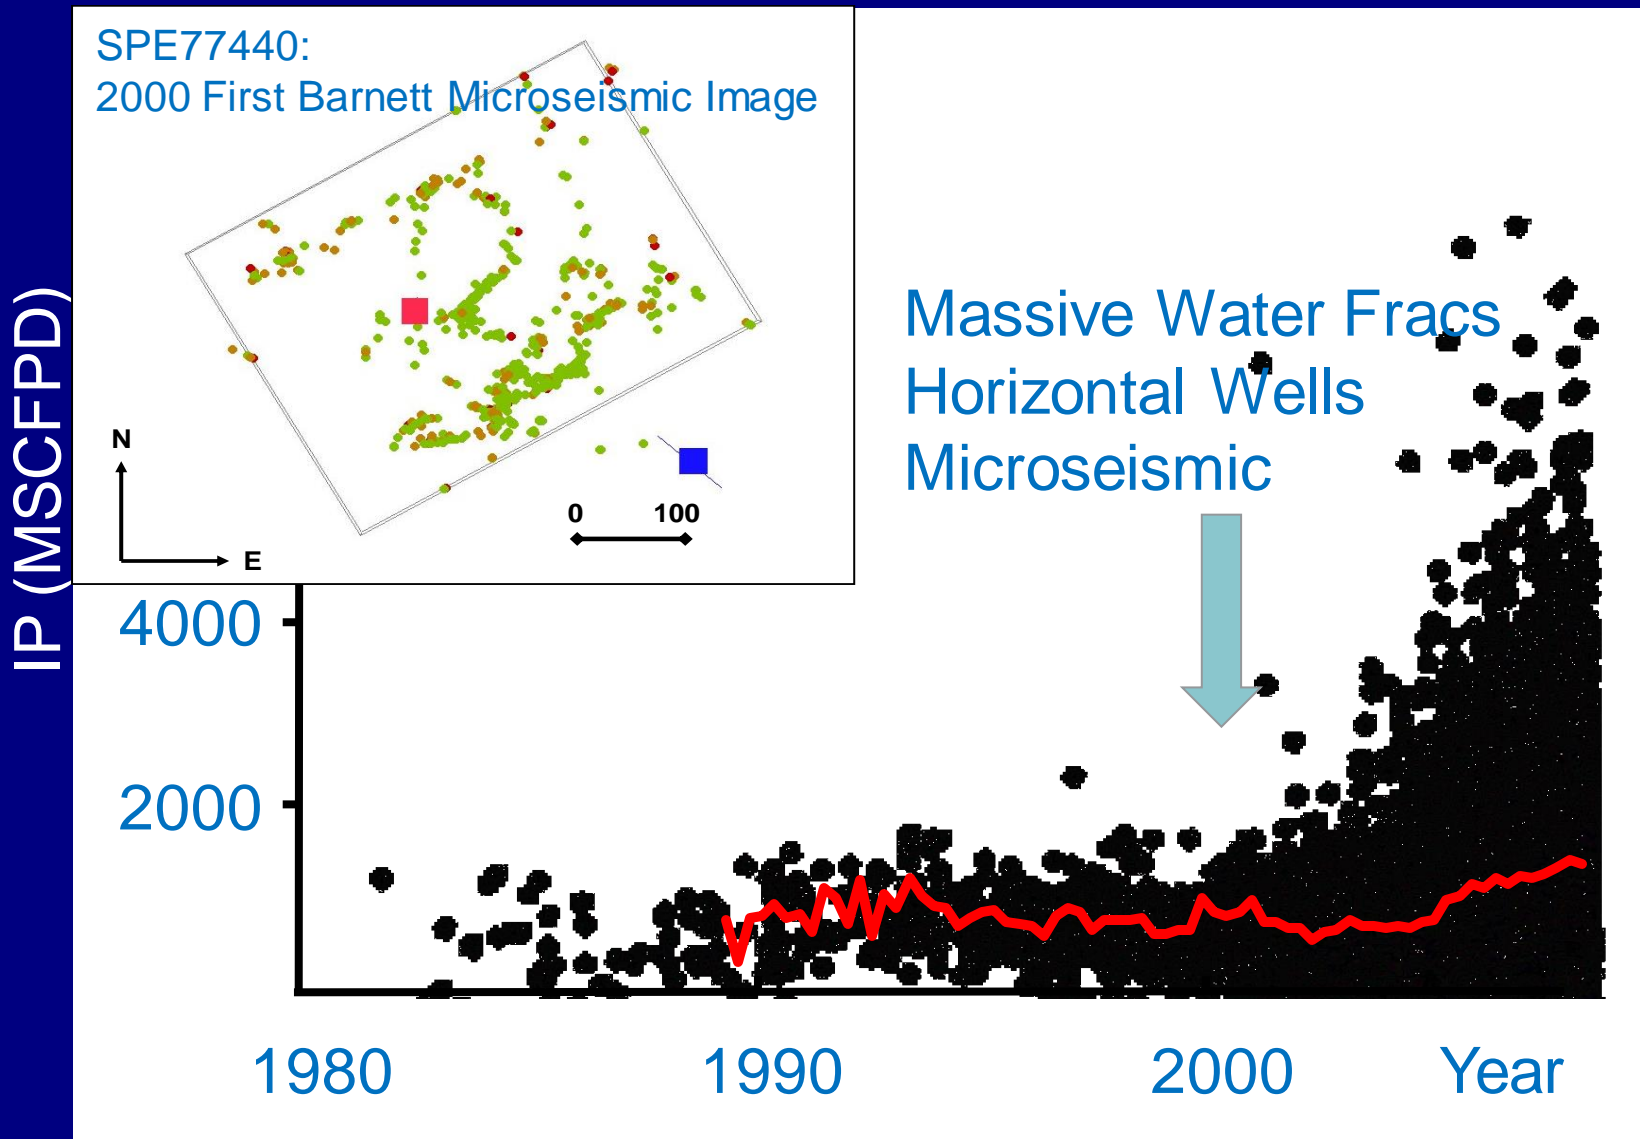 SPE77440:
2000 First Barnett Microseismic Image
N
E
0 100
Massive Water Fracs
Horizontal Wells
Microseismic
IP (MSCFPD)
4000
2000
1980 1990 2000 Year